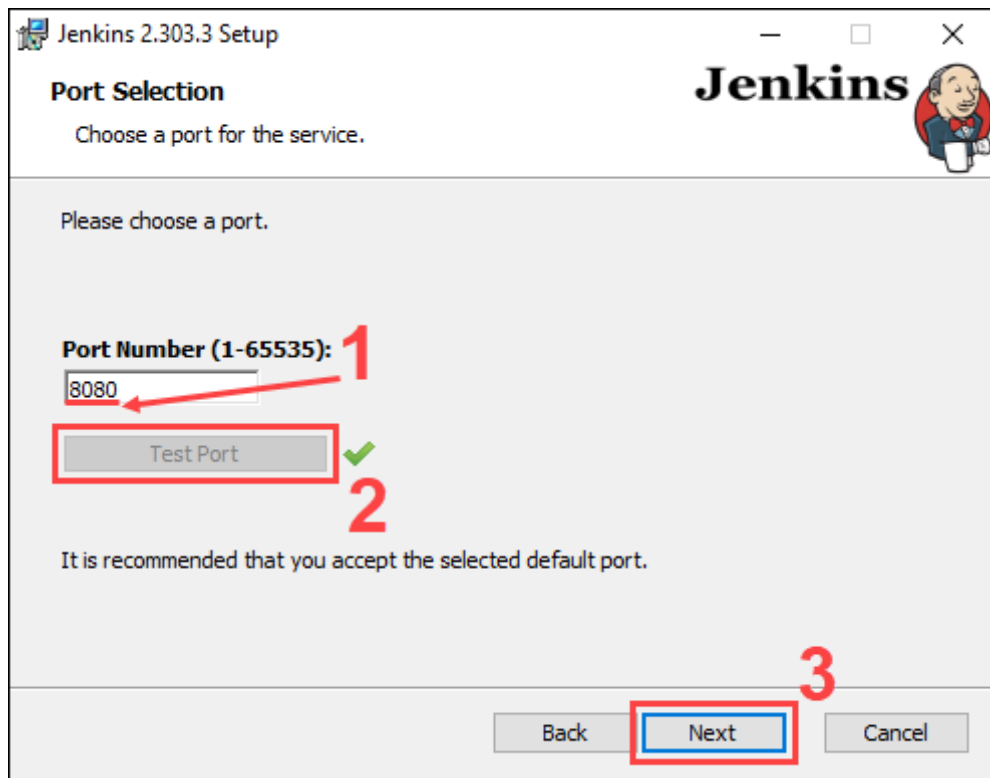 Jenkins 2.303.3 Setup
Port Selection
Jenkins
Choose a port for the service.
Please choose a port.
Port Number (1-65535):
1
8080
Test Port
2
It is recommended that you accept the selected default port.
3
Back
Next
Cancel